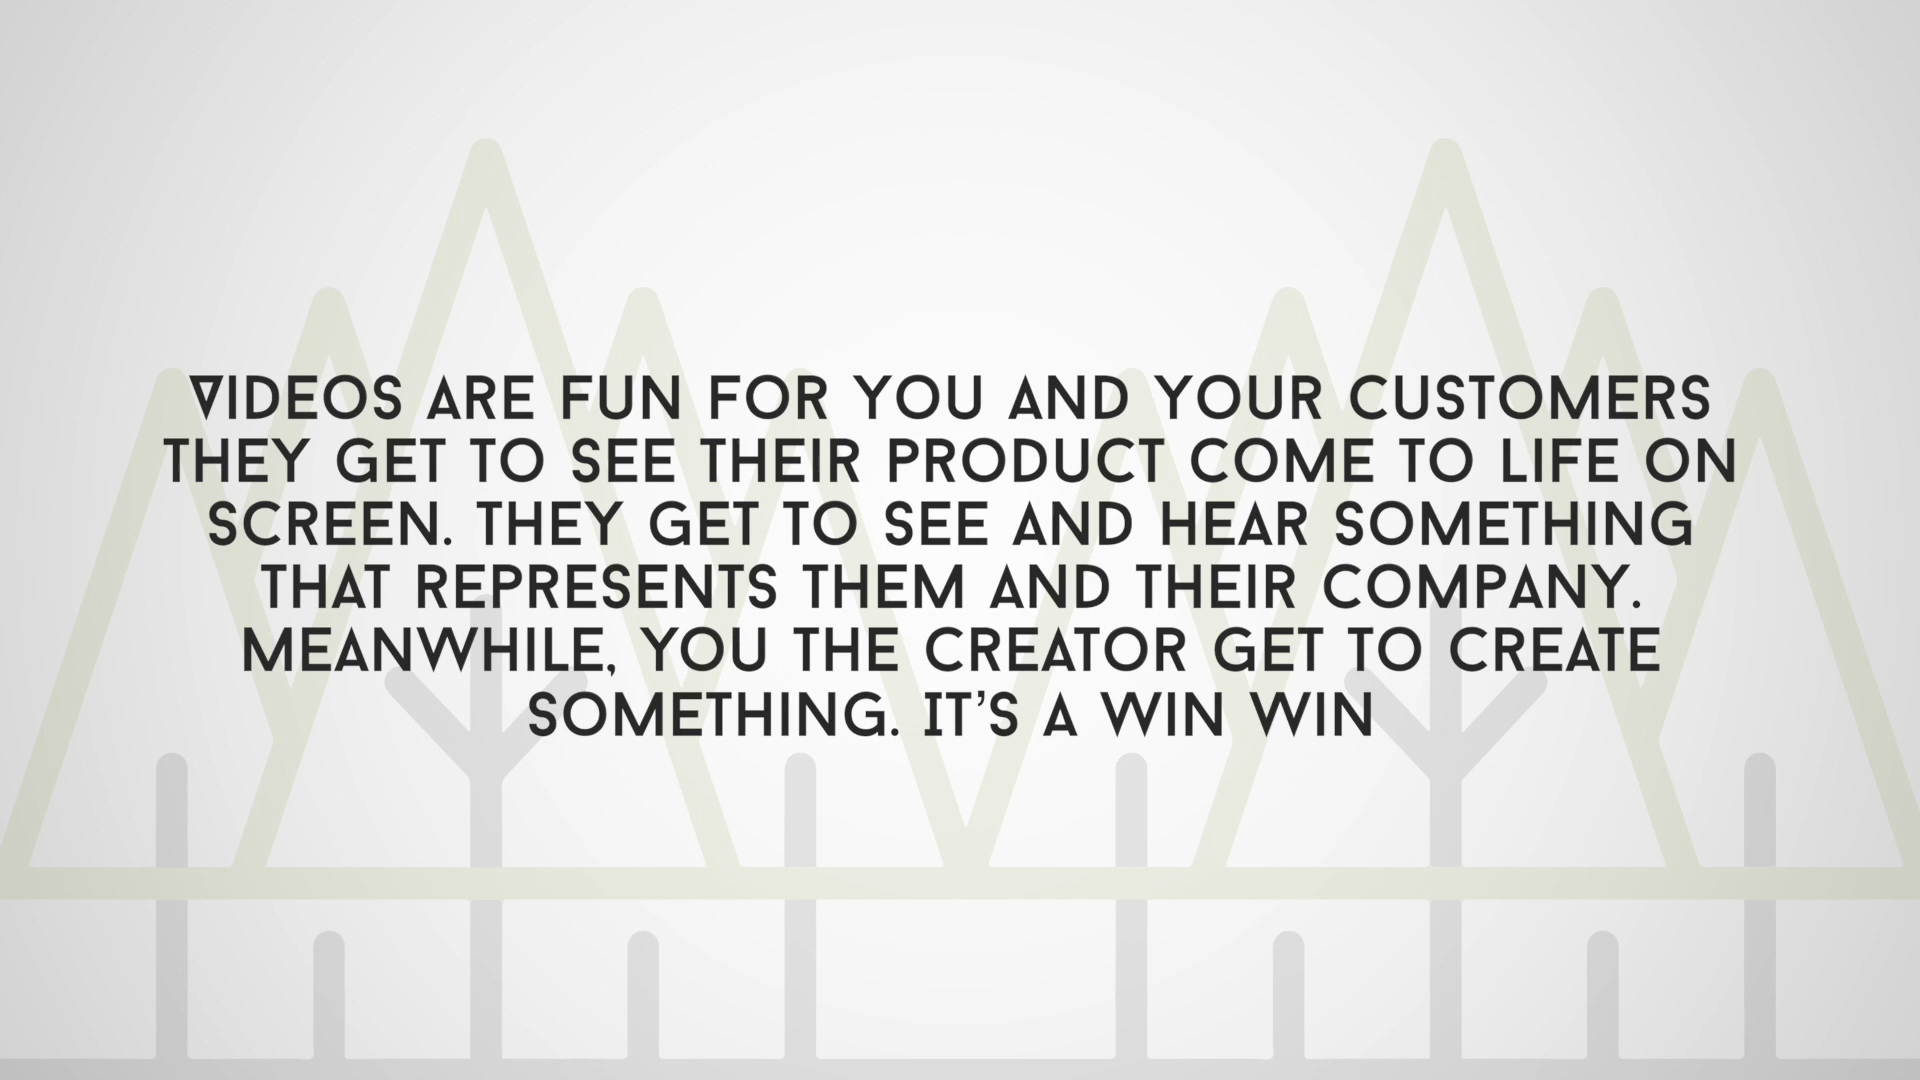 VIDEOS ARE FUN FOR YOU AND YOUR CUSTOMERS
THEY GET TO SEE THEIR PRODUCT COME TO LIFE ON
SCREEN. THEY GET TO SEE AND HEAR SOMETHING
THAT REPRESENTS THEM AND THEIR COMPANY.
MEANWHILE, YOU THE CREATOR GET TO CREATE
SOMETHING. IT’S A WIN WIN